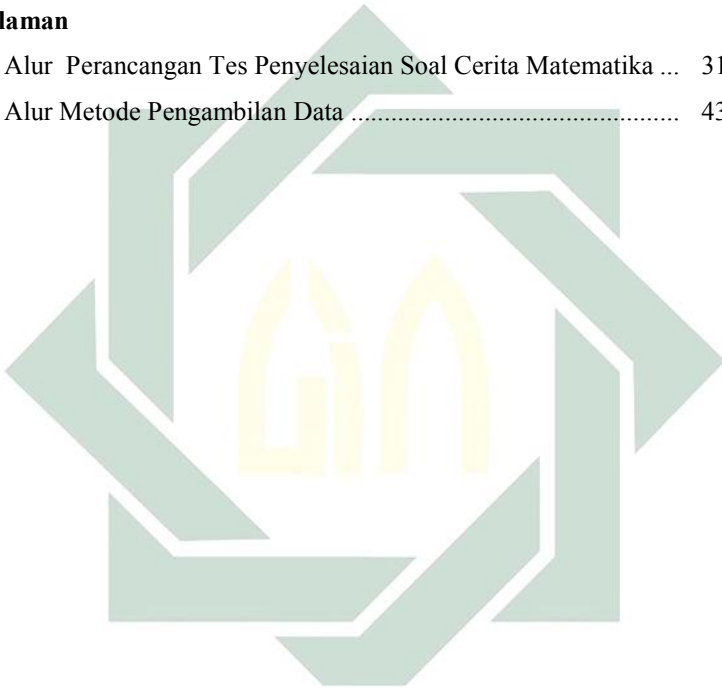 laman
Alur Perancangan Tes Penyelesaian Soal Cerita Matematika ... 31
Alur Metode Pengambilan Data ................................................. 43